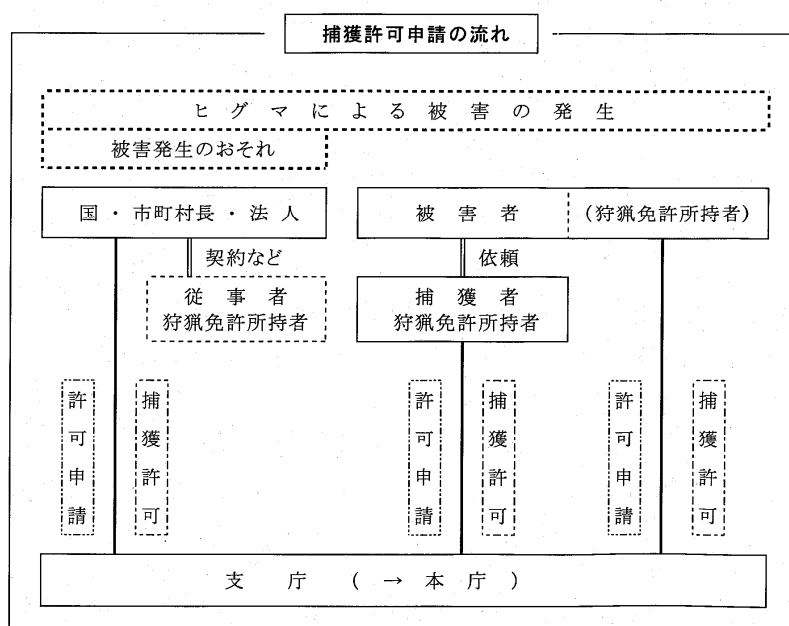 捕獲許可申請の流れ
ヒグマによる被害の発生
被害発生のおそれ
国・市町村長・法人
被害者
(狩猟免許所持者)
契約など
依頼
従事者
狩猟免許所持者
捕獲者
狩猟免許所持者
許可申請
捕獲許可
許可申請
捕獲許可
許可申請
捕獲許可
支庁(→本庁)